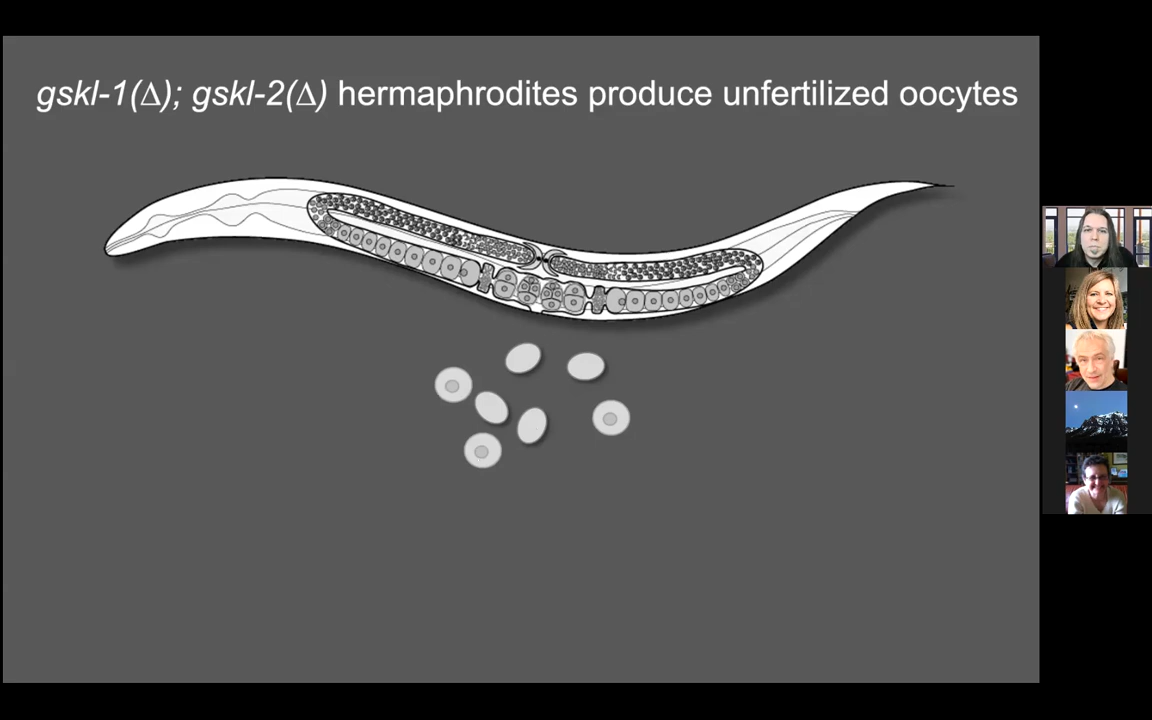 gskl-1(∆); gskl-2(∆) hermaphrodites produce unfertilized oocytes